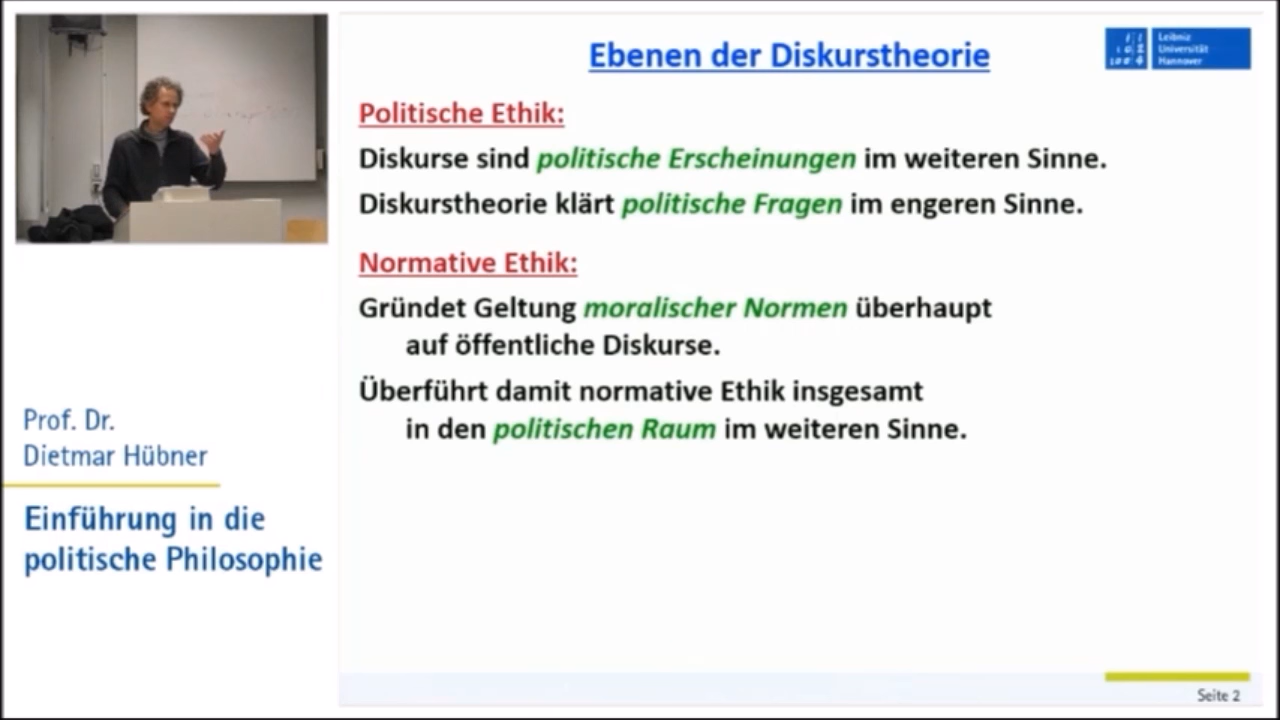 Ebenen der Diskurstheorie
Leibniz
Universität
Hannover
Politische Ethik:
Diskurse sind politische Erscheinungen im weiteren Sinne.
Diskurstheorie klärt politische Fragen im engeren Sinne.
Normative Ethik:
Gründet Geltung moralischer Normen überhaupt
auf öffentliche Diskurse.
Überführt damit normative Ethik insgesamt
in den politischen Raum im weiteren Sinne.
Prof. Dr.
Dietmar Hübner
Einführung in die
politische Philosophie
Seite 2